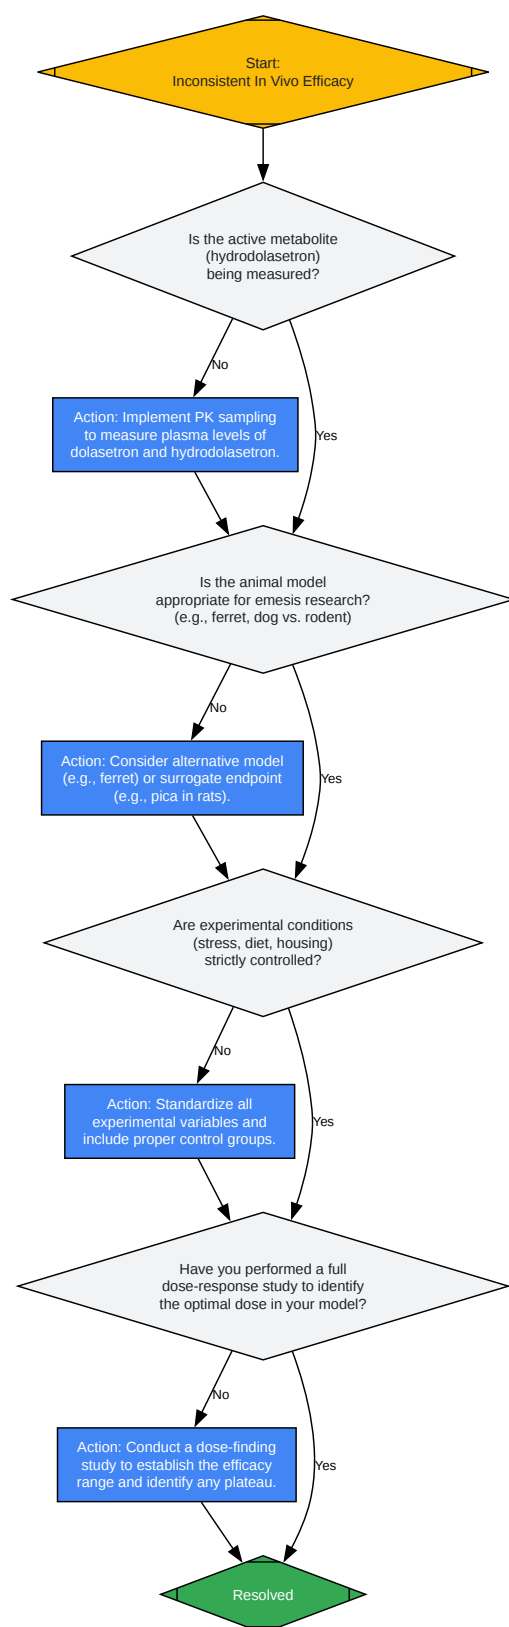 Start:
Inconsistent In Vivo Efficacy
Is the active metabolite
(hydrodolasetron)
being measured?
No
Action: Implement PK sampling
to measure plasma levels of
dolasetron and hydrodolasetron.
Yes
Is the animal model
appropriate for emesis research?
(e.g., ferret, dog vs. rodent)
No
Action: Consider alternative model
(e.g., ferret) or surrogate endpoint
(e.g., pica in rats).
Yes
Are experimental conditions
(stress, diet, housing)
strictly controlled?
No
Action: Standardize all
experimental variables and
include proper control groups.
Yes
Have you performed a full
dose-response study to identify
the optimal dose in your model?
No
Action: Conduct a dose-finding
study to establish the efficacy
range and identify any plateau.
Yes
Resolved